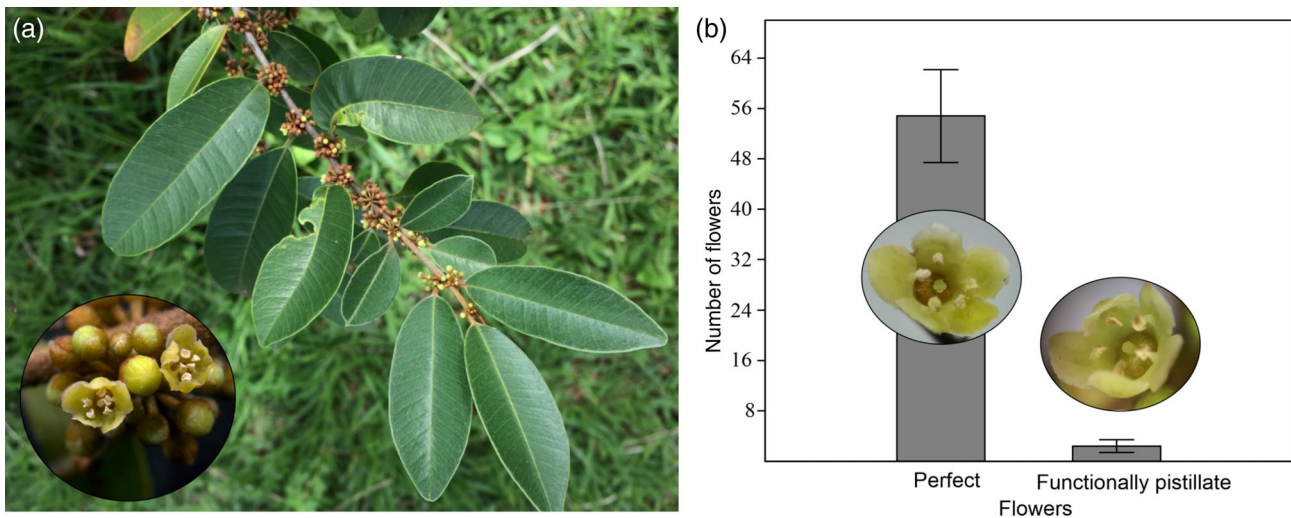 (a)
(b)
Number of flowers
64
56
48
40
32
24
16
8
Perfect
Functionally pistillate
Flowers